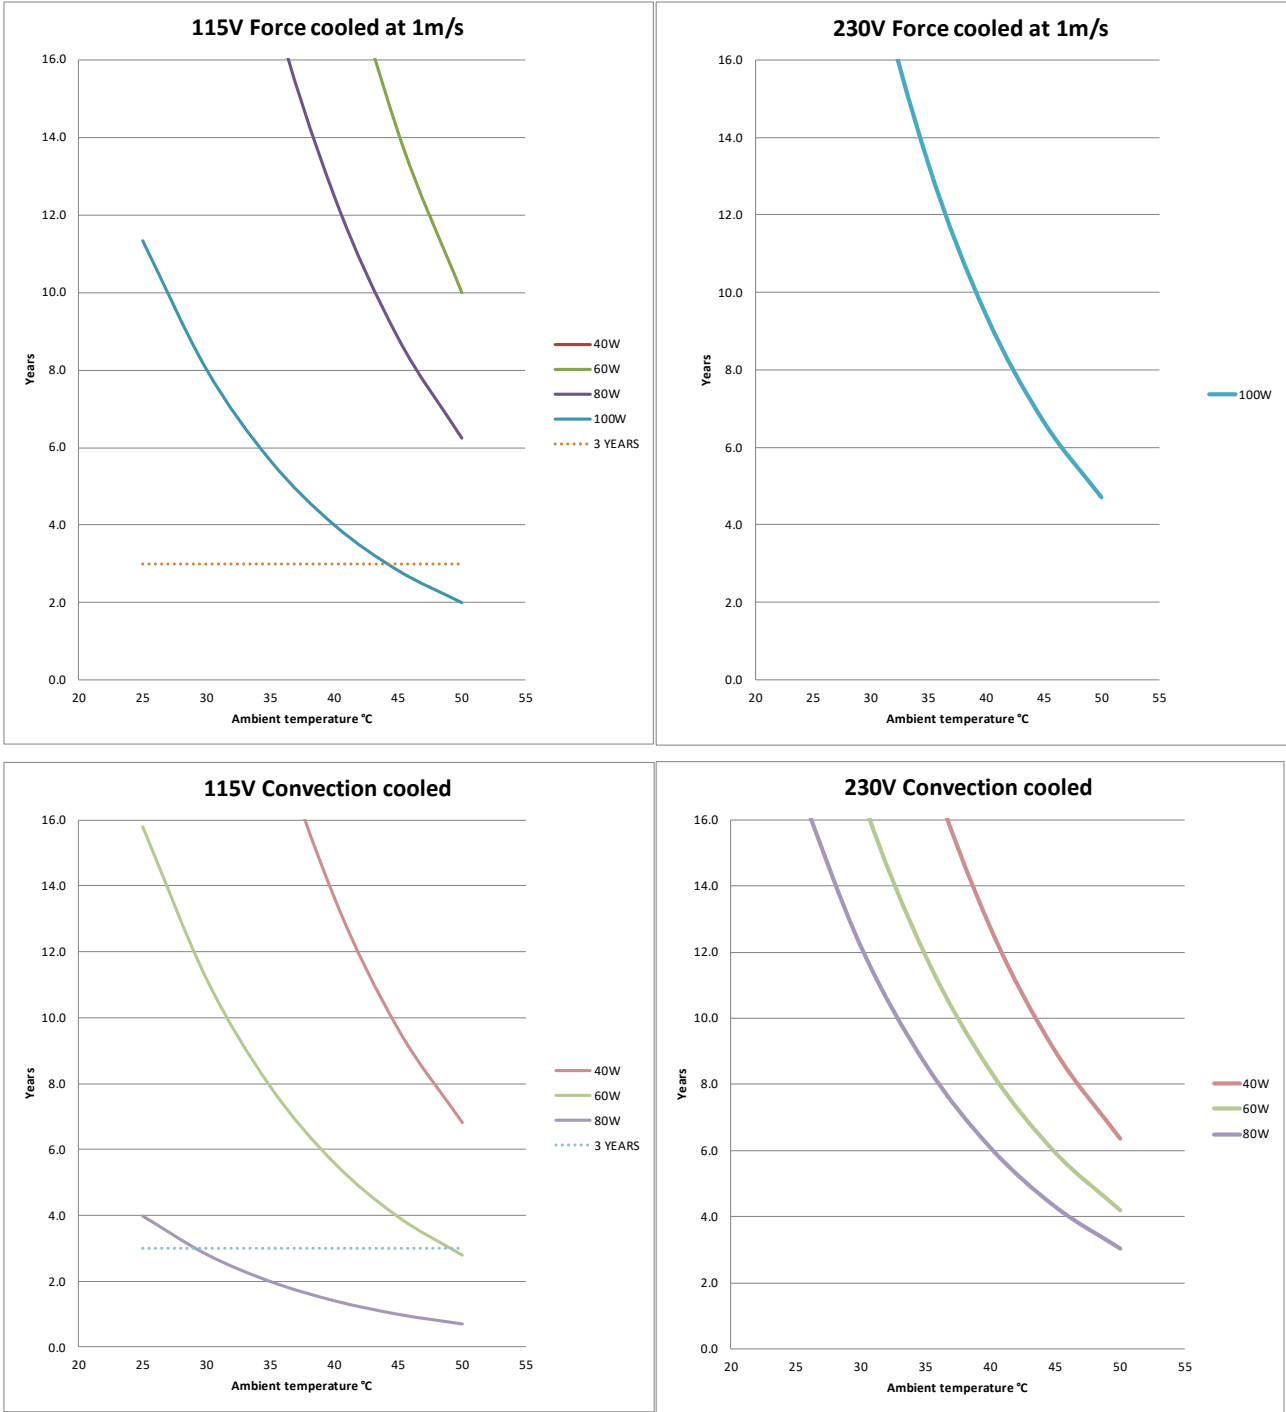 115V Force cooled at 1m/s
16.0
14.0
12.0
10.0
8.0
6.0
4.0
2.0
0.0
Years
20 25 30 35 40 45 50 55
Ambient temperature °C
40W
60W
80W
100W
3 YEARS
230V Force cooled at 1m/s
16.0
14.0
12.0
10.0
8.0
6.0
4.0
2.0
0.0
Years
20 25 30 35 40 45 50 55
Ambient temperature °C
100W
115V Convection cooled
16.0
14.0
12.0
10.0
8.0
6.0
4.0
2.0
0.0
Years
20 25 30 35 40 45 50 55
Ambient temperature °C
40W
60W
80W
3 YEARS
230V Convection cooled
16.0
14.0
12.0
10.0
8.0
6.0
4.0
2.0
0.0
Years
20 25 30 35 40 45 50 55
Ambient temperature °C
40W
60W
80W